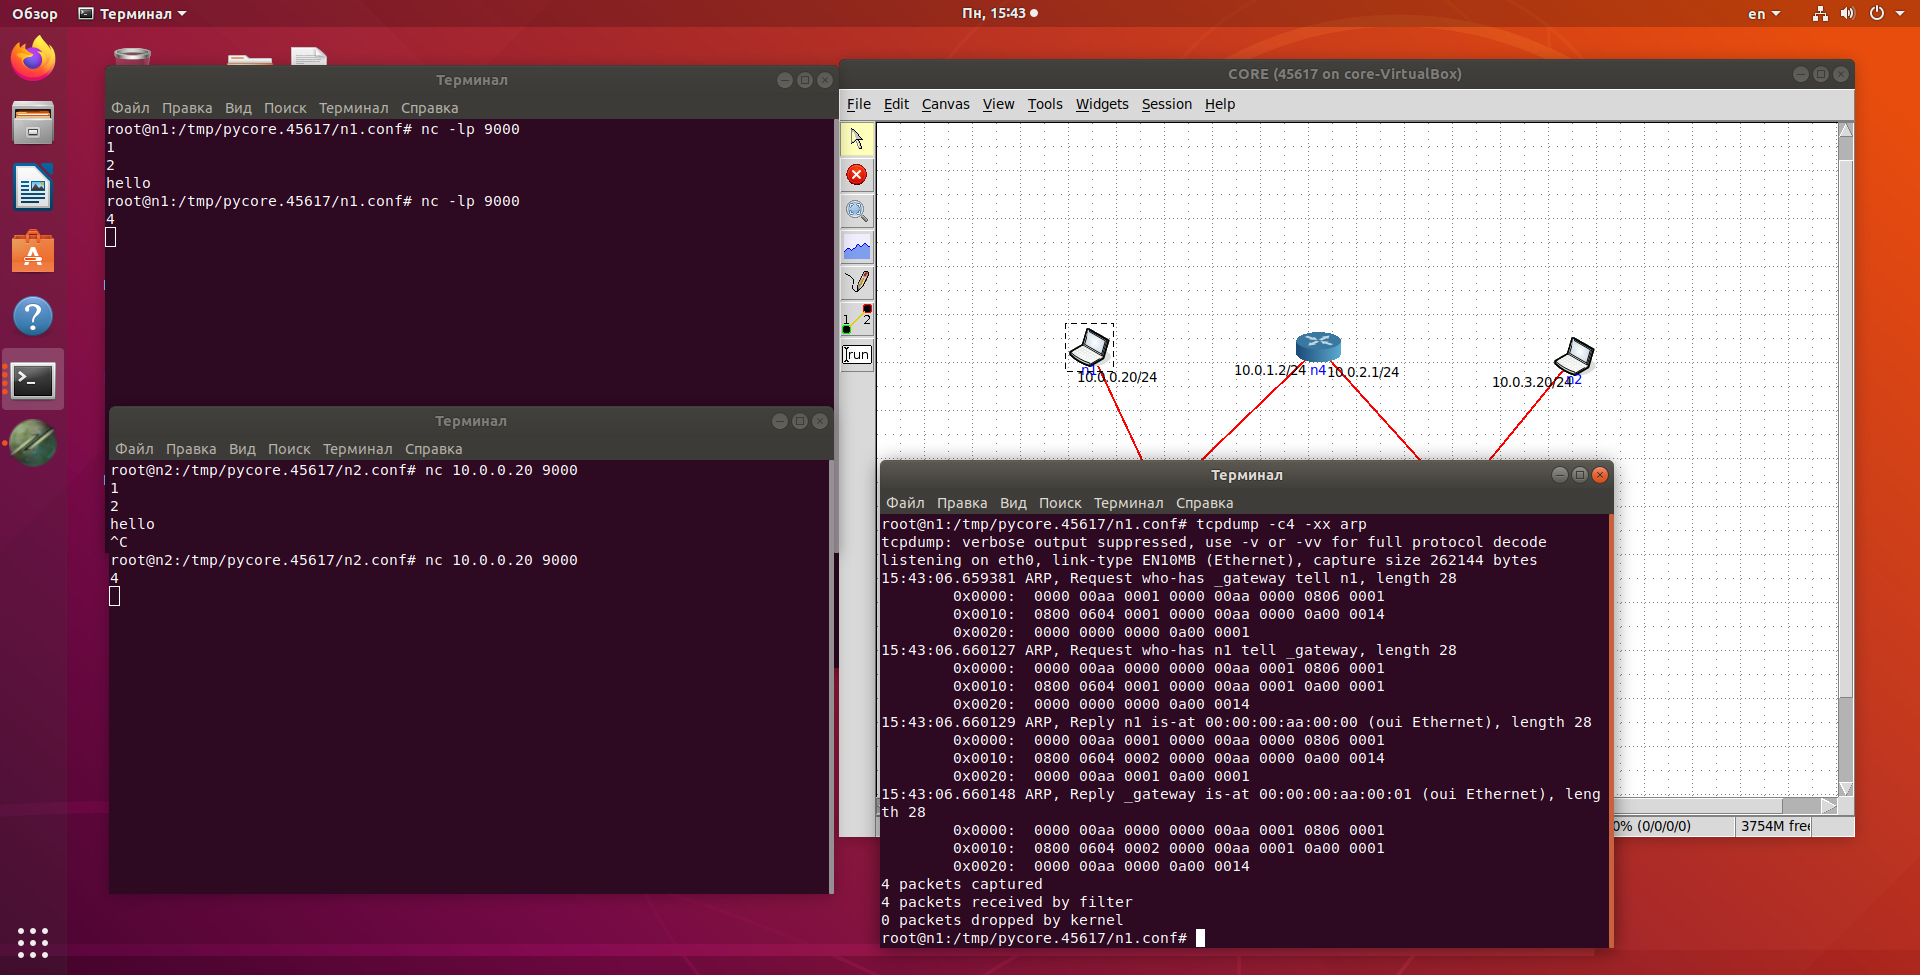 Обзор
Терминал
Пн, 15:43
en
Терминал
Файл Правка Вид Поиск Терминал Справка
root@n1:/tmp/pycore.45617/n1.conf# nc -lp 9000
1
2
hello
root@n1:/tmp/pycore.45617/n1.conf# nc -lp 9000
4
Терминал
Файл Правка Вид Поиск Терминал Справка
root@n2:/tmp/pycore.45617/n2.conf# nc 10.0.0.20 9000
1
2
hello
^C
root@n2:/tmp/pycore.45617/n2.conf# nc 10.0.0.20 9000
4
CORE (45617 on core-VirtualBox)
File Edit Canvas View Tools Widgets Session Help
1 2
run
n1
10.0.0.20/24
10.0.1.2/24 n4 10.0.2.1/24
10.0.3.20/24 n2
Терминал
Файл Правка Вид Поиск Терминал Справка
root@n1:/tmp/pycore.45617/n1.conf# tcpdump -c4 -xx arp
tcpdump: verbose output suppressed, use -v or -vv for full protocol decode
listening on eth0, link-type EN10MB (Ethernet), capture size 262144 bytes
15:43:06.659381 ARP, Request who-has _gateway tell n1, length 28
0x0000:  0000 00aa 0001 0000 00aa 0000 0806 0001
0x0010:  0800 0604 0001 0000 00aa 0000 0a00 0014
0x0020:  0000 0000 0000 0a00 0001
15:43:06.660127 ARP, Request who-has n1 tell _gateway, length 28
0x0000:  0000 00aa 0000 0000 00aa 0001 0806 0001
0x0010:  0800 0604 0001 0000 00aa 0001 0a00 0001
0x0020:  0000 0000 0000 0a00 0014
15:43:06.660129 ARP, Reply n1 is-at 00:00:00:aa:00:00 (oui Ethernet), length 28
0x0000:  0000 00aa 0001 0000 00aa 0000 0806 0001
0x0010:  0800 0604 0002 0000 00aa 0000 0a00 0014
0x0020:  0000 00aa 0001 0a00 0001
15:43:06.660148 ARP, Reply _gateway is-at 00:00:00:aa:00:01 (oui Ethernet), leng
th 28
0x0000:  0000 00aa 0000 0000 00aa 0001 0806 0001
0x0010:  0800 0604 0002 0000 00aa 0001 0a00 0001
0x0020:  0000 00aa 0000 0a00 0014
4 packets captured
4 packets received by filter
0 packets dropped by kernel
root@n1:/tmp/pycore.45617/n1.conf#
0% (0/0/0/0)
3754M free